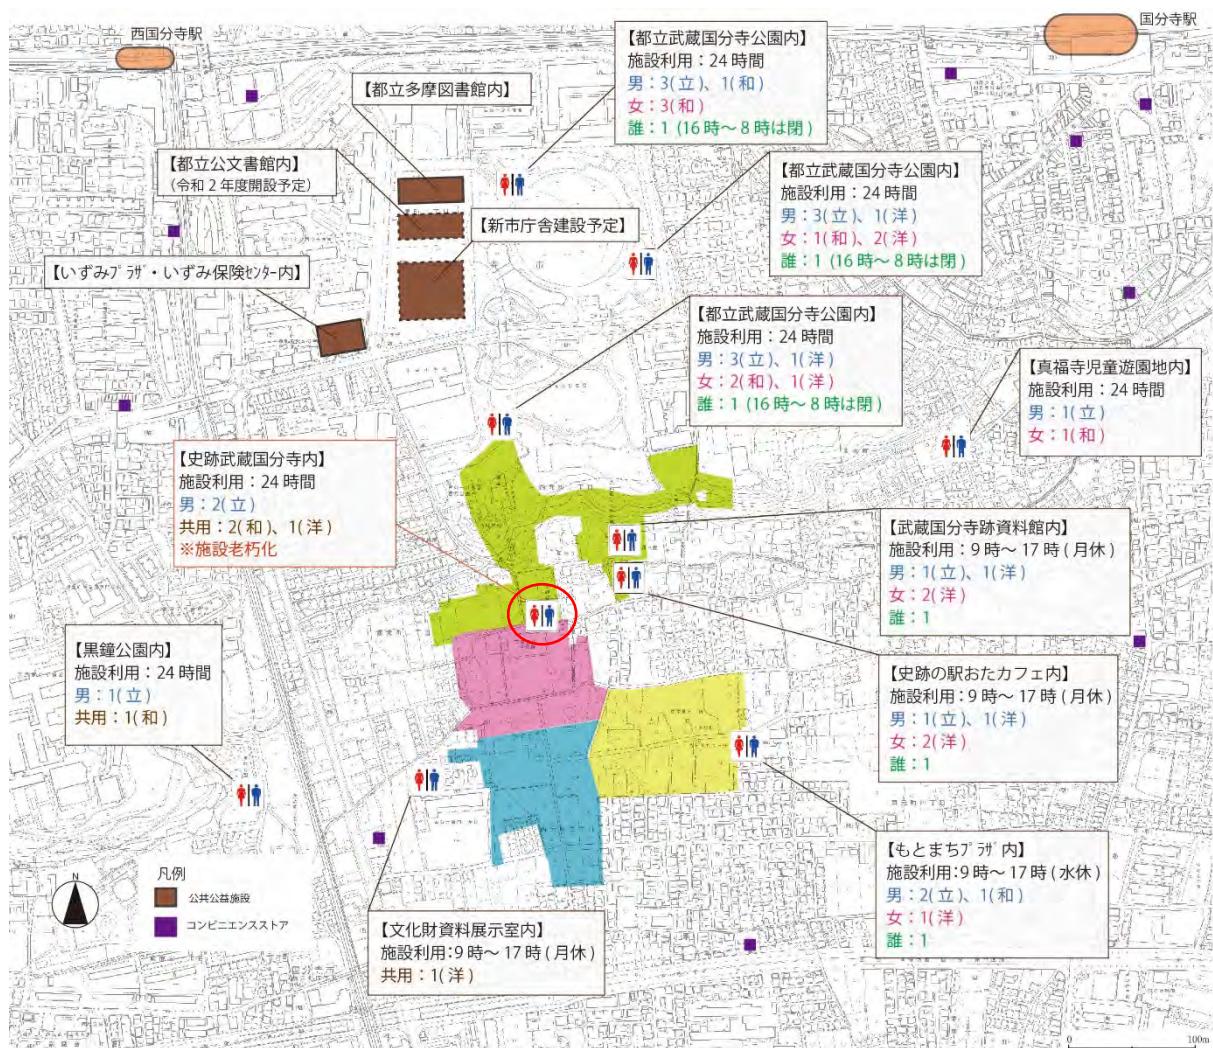 西国分寺駅
国分寺駅
【都立武蔵国分寺公園内】
施設利用：24時間
男：3(立)、1(和)
女：3(和)
誰：1 (16時～8時は閉)
【都立多摩図書館内】
【都立公文書館内】
(令和2年度開設予定)
【都立武蔵国分寺公園内】
施設利用：24時間
男：3(立)、1(洋)
女：1(和)、2(洋)
誰：1 (16時～8時は閉)
【新市庁舎建設予定】
【いずみﾌﾟﾗｻﾞ・いずみ保険ｾﾝﾀｰ内】
【都立武蔵国分寺公園内】
施設利用：24時間
男：3(立)、1(洋)
女：2(和)、1(洋)
誰：1 (16時～8時は閉)
【真福寺児童遊園地内】
施設利用：24時間
男：1(立)
女：1(和)
【史跡武蔵国分寺内】
施設利用：24時間
男：2(立)
共用：2(和)、1(洋)
※施設老朽化
【武蔵国分寺跡資料館内】
施設利用：9時～17時(月休)
男：1(立)、1(洋)
女：2(洋)
誰：1
【黒鐘公園内】
施設利用：24時間
男：1(立)
共用：1(和)
【史跡の駅おたカフェ内】
施設利用：9時～17時(月休)
男：1(立)、1(洋)
女：2(洋)
誰：1
【もとまちﾌﾟﾗｻﾞ内】
施設利用:9時～17時(水休)
男：2(立)、1(和)
女：1(洋)
誰：1
【文化財資料展示室内】
施設利用:9時～17時(月休)
共用：1(洋)
凡例
公共公益施設
コンビニエンスストア
N
0 100m